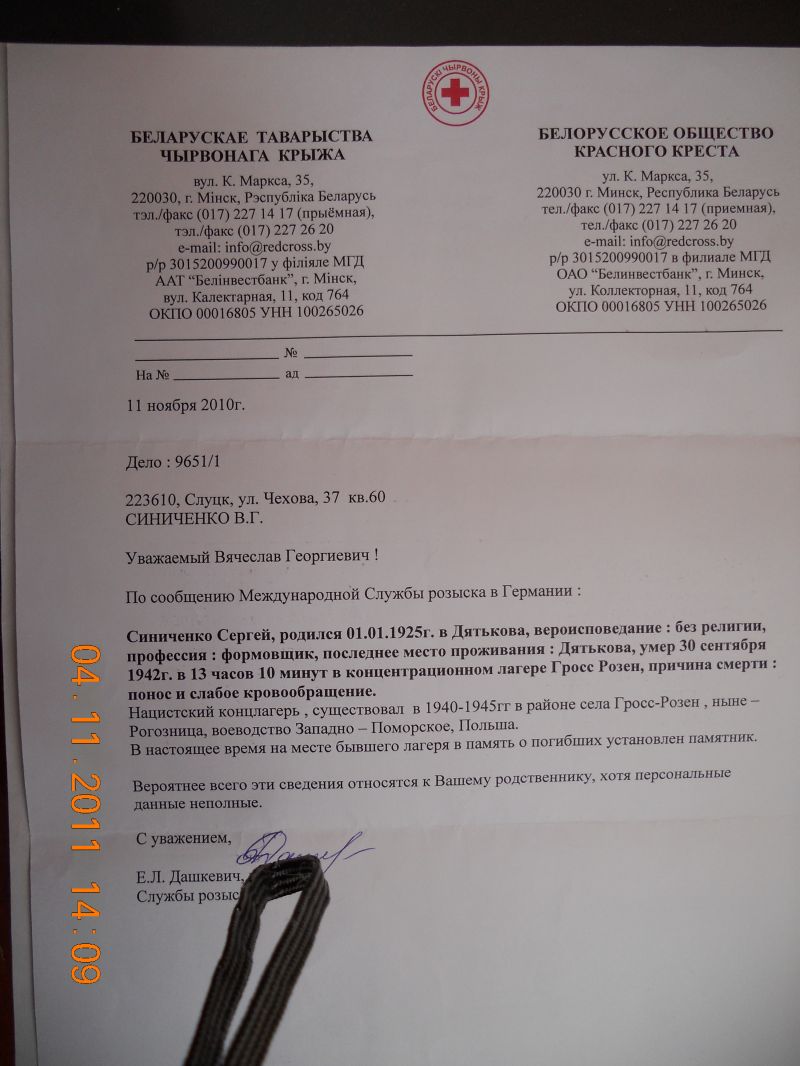 БЕЛАРУСКІ ЧЫРВОНЫ КРЫЖ
БЕЛАРУСКАЕ ТАВАРЫСТВА
ЧЫРВОНАГА КРЫЖА
вул. К. Маркса, 35,
220030, г. Мінск, Рэспубліка Беларусь
тэл./факс (017) 227 14 17 (прыёмная),
тэл./факс (017) 227 26 20
e-mail: info@redcross.by
р/р 3015200990017 у філіяле МГД
ААТ “Белінвестбанк”, г. Мінск,
вул. Калектарная, 11, код 764
ОКПО 00016805 УНН 100265026
БЕЛОРУССКОЕ ОБЩЕСТВО
КРАСНОГО КРЕСТА
ул. К. Маркса, 35,
220030 г. Минск, Республика Беларусь
тел./факс (017) 227 14 17 (приемная),
тел./факс (017) 227 26 20
e-mail: info@redcross.by
р/р 3015200990017 в филиале МГД
ОАО “Белинвестбанк”, г. Минск,
ул. Коллекторная, 11, код 764
ОКПО 00016805 УНН 100265026
№
На № ад
11 ноября 2010г.
Дело : 9651/1
223610, Слуцк, ул. Чехова, 37 кв.60
СИНИЧЕНКО В.Г.
Уважаемый Вячеслав Георгиевич !
По сообщению Международной Службы розыска в Германии :
Синиченко Сергей, родился 01.01.1925г. в Дятькова, вероисповедание : без религии,
профессия : формовщик, последнее место проживания : Дятькова, умер 30 сентября
1942г. в 13 часов 10 минут в концентрационном лагере Гросс Розен, причина смерти :
понос и слабое кровообращение.
Нацистский концлагерь , существовал в 1940-1945гг в районе села Гросс-Розен , ныне –
Рогозница, воеводство Западно – Поморское, Польша.
В настоящее время на месте бывшего лагеря в память о погибших установлен памятник.
Вероятнее всего эти сведения относятся к Вашему родственнику, хотя персональные
данные неполные.
С уважением,
Е.Л. Дашкевич,
Службы
04.11.2011 14:09